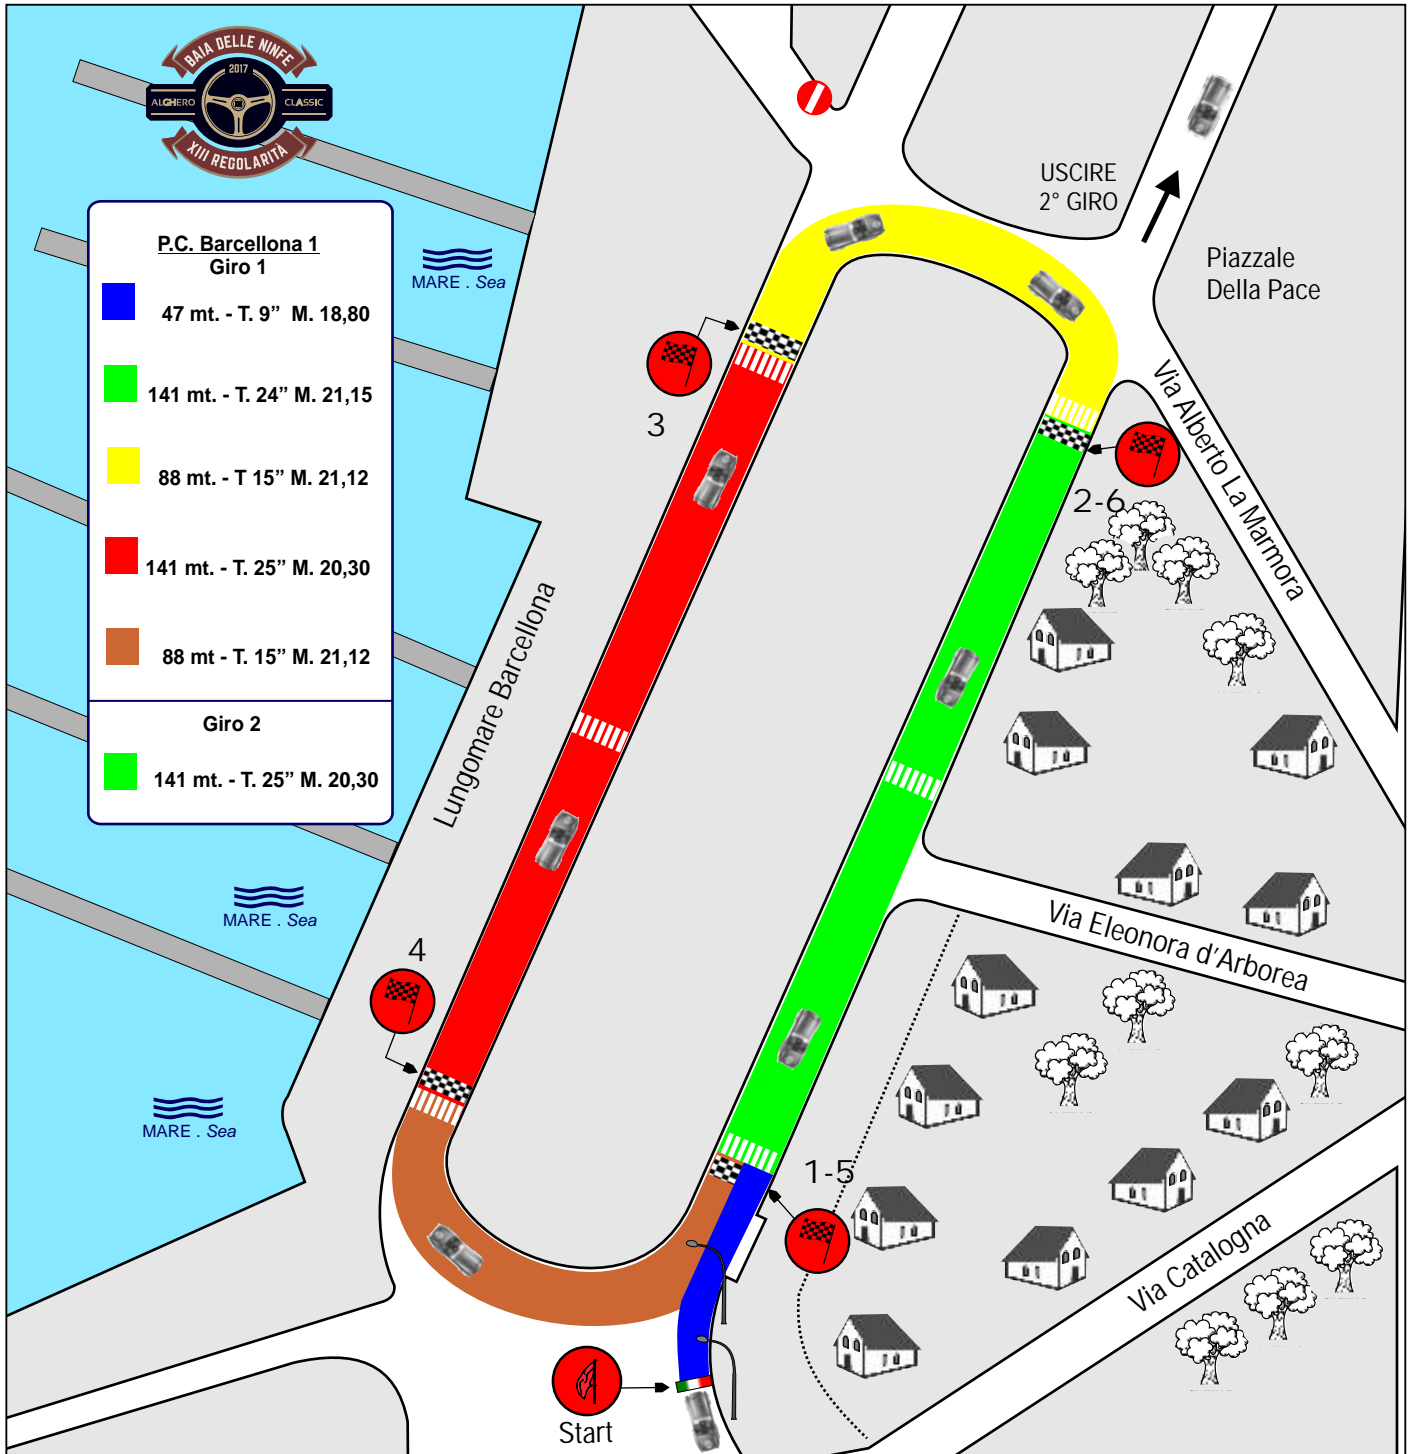 BAIA DELLE NINFE
2017
ALGHERO CLASSIC
XIII REGOLARITÀ
P.C. Barcellona 1
Giro 1
47 mt. - T. 9” M. 18,80
141 mt. - T. 24” M. 21,15
88 mt. - T 15” M. 21,12
141 mt. - T. 25” M. 20,30
88 mt - T. 15” M. 21,12
Giro 2
141 mt. - T. 25” M. 20,30
MARE . Sea
USCIRE
2° GIRO
Piazzale
Della Pace
3
2-6
Via Alberto La Marmora
Lungomare Barcellona
MARE . Sea
4
Via Eleonora d'Arborea
MARE . Sea
1-5
Via Catalogna
Start